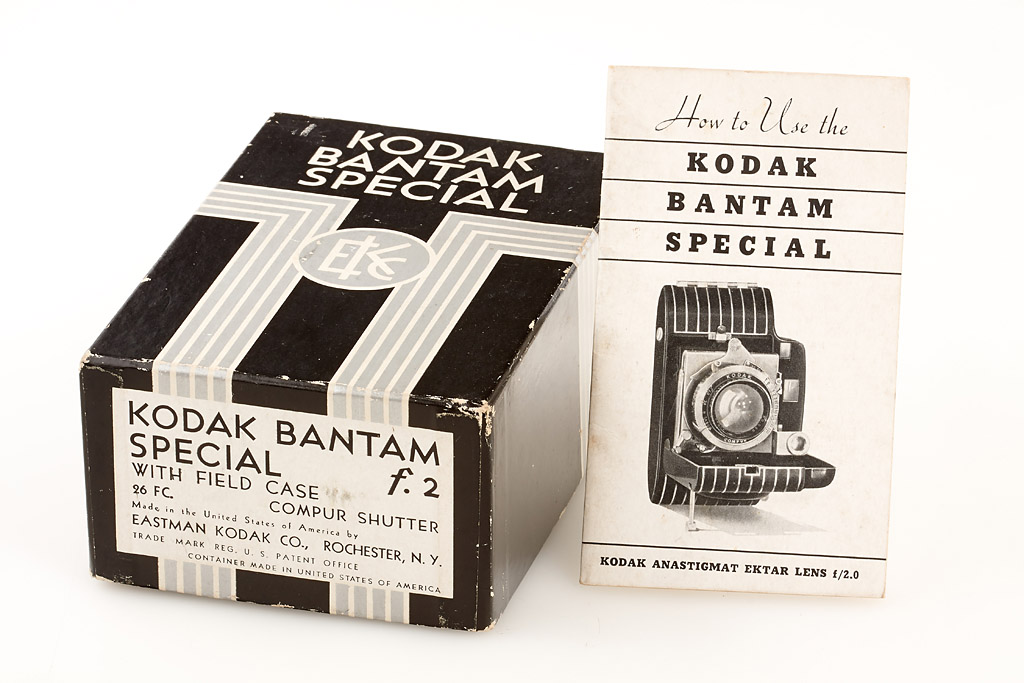 KODAK
BANTAM
SPECIAL
EKC
KODAK BANTAM
SPECIAL f. 2
WITH FIELD CASE
26 FC. COMPUR SHUTTER
Made in the United States of America by
EASTMAN KODAK CO., ROCHESTER, N. Y.
TRADE MARK REG. U. S. PATENT OFFICE
CONTAINER MADE IN UNITED STATES OF AMERICA
How to Use the
KODAK
BANTAM
SPECIAL
KODAK
COMPUR
KODAK ANASTIGMAT EKTAR LENS f/2.0